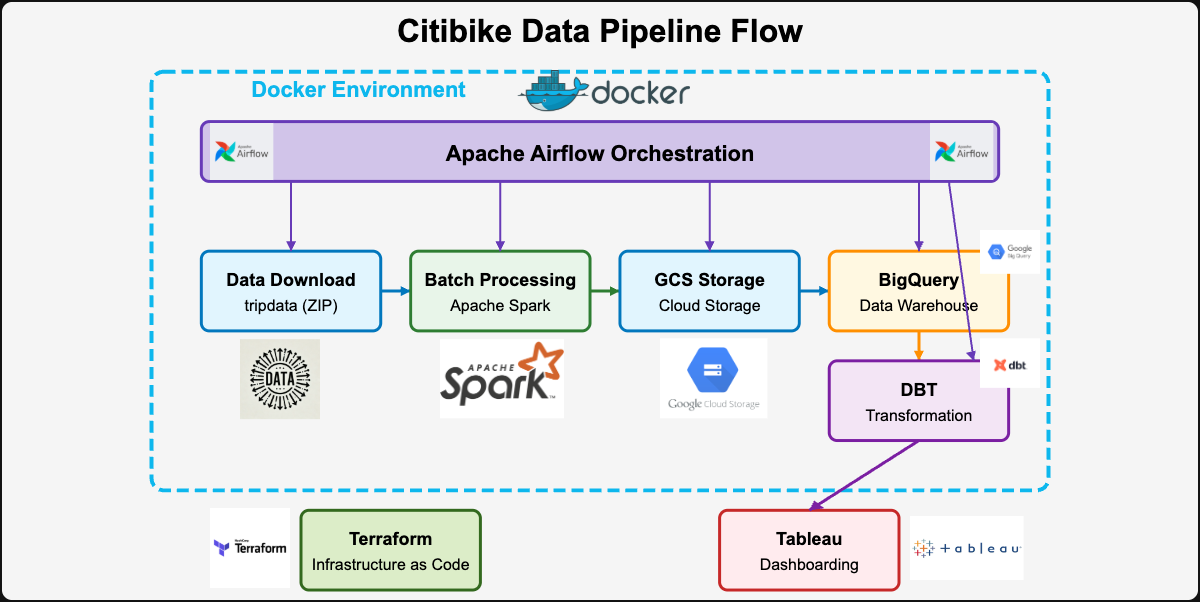 Citibike Data Pipeline Flow
Docker Environment
docker
Apache
Airflow
Apache Airflow Orchestration
Apache
Airflow
Data Download
tripdata (ZIP)
Batch Processing
Apache Spark
GCS Storage
Cloud Storage
BigQuery
Data Warehouse
Google
Big Query
DATA
APACHE
Spark
TM
Google Cloud Storage
dbt
DBT
Transformation
HashiCorp
Terraform
Terraform
Infrastructure as Code
Tableau
Dashboarding
+ableau